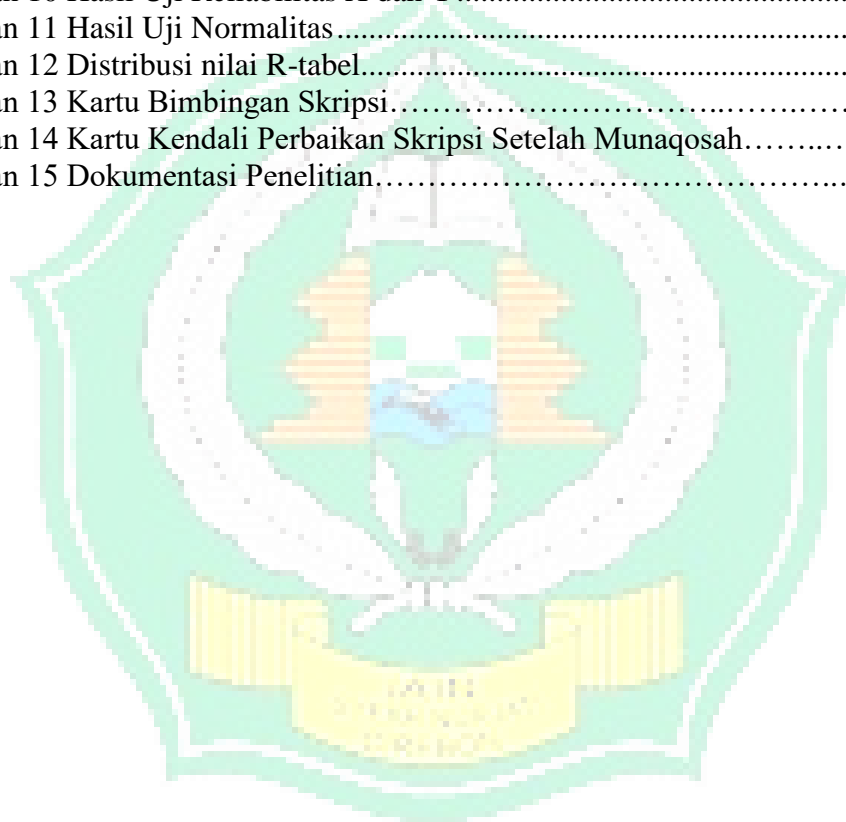 an 11 Hasil Uji Normalitas................................................................................
an 12 Distribusi nilai R-tabel................................................................................
an 13 Kartu Bimbingan Skripsi………………………………..…….…
an 14 Kartu Kendali Perbaikan Skripsi Setelah Munaqosah……..…
an 15 Dokumentasi Penelitian……………………………………...
IAIN